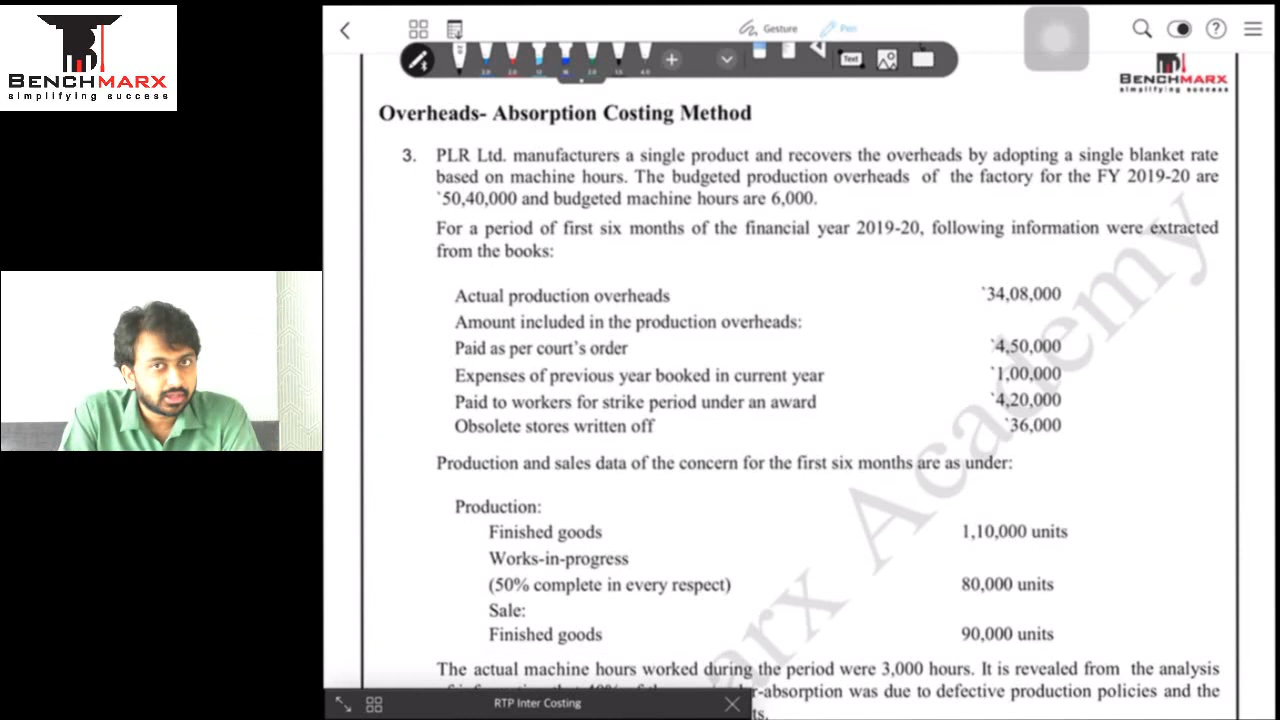 BENCHMARX
simplifying success
Gesture
Pen
Text
BENCHMARX
simplifying success
Overheads- Absorption Costing Method
3. PLR Ltd. manufacturers a single product and recovers the overheads by adopting a single blanket rate
based on machine hours. The budgeted production overheads of the factory for the FY 2019-20 are
`50,40,000 and budgeted machine hours are 6,000.
For a period of first six months of the financial year 2019-20, following information were extracted
from the books:
Actual production overheads `34,08,000
Amount included in the production overheads:
Paid as per court's order `4,50,000
Expenses of previous year booked in current year `1,00,000
Paid to workers for strike period under an award `4,20,000
Obsolete stores written off `36,000
Production and sales data of the concern for the first six months are as under:
Production:
Finished goods 1,10,000 units
Works-in-progress
(50% complete in every respect) 80,000 units
Sale:
Finished goods 90,000 units
The actual machine hours worked during the period were 3,000 hours. It is revealed from the analysis
r-absorption was due to defective production policies and the
ts.
RTP Inter Costing
arx Academy